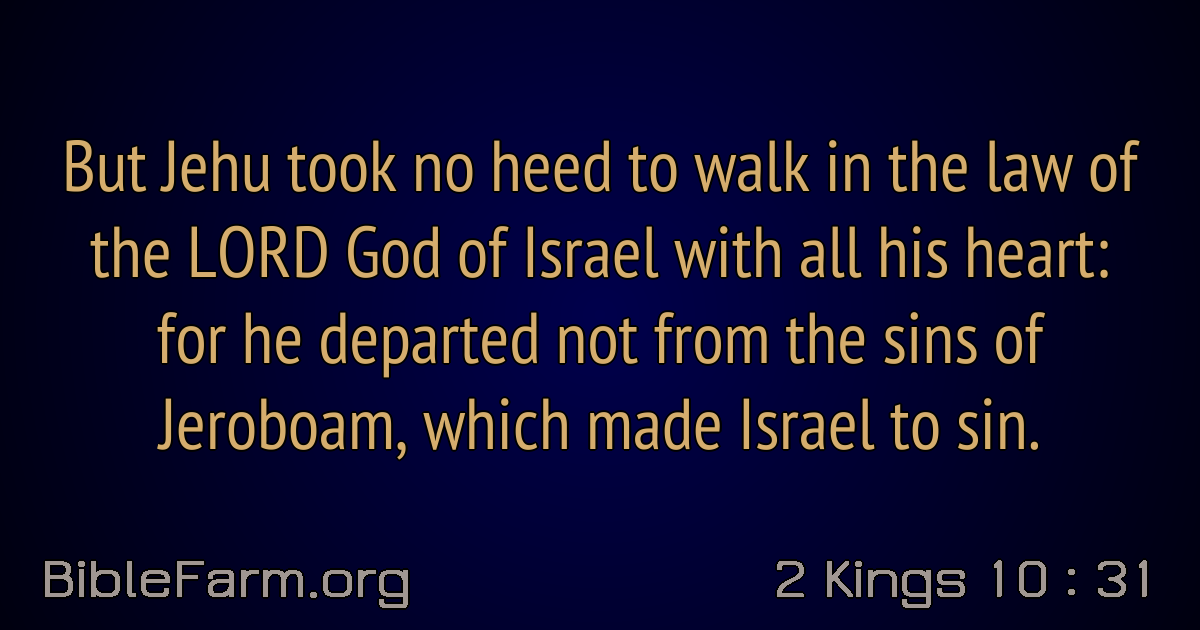 But Jehu took no heed to walk in the law of
the LORD God of Israel with all his heart:
for he departed not from the sins of
Jeroboam, which made Israel to sin.
BibleFarm.org
2 Kings 10 : 31